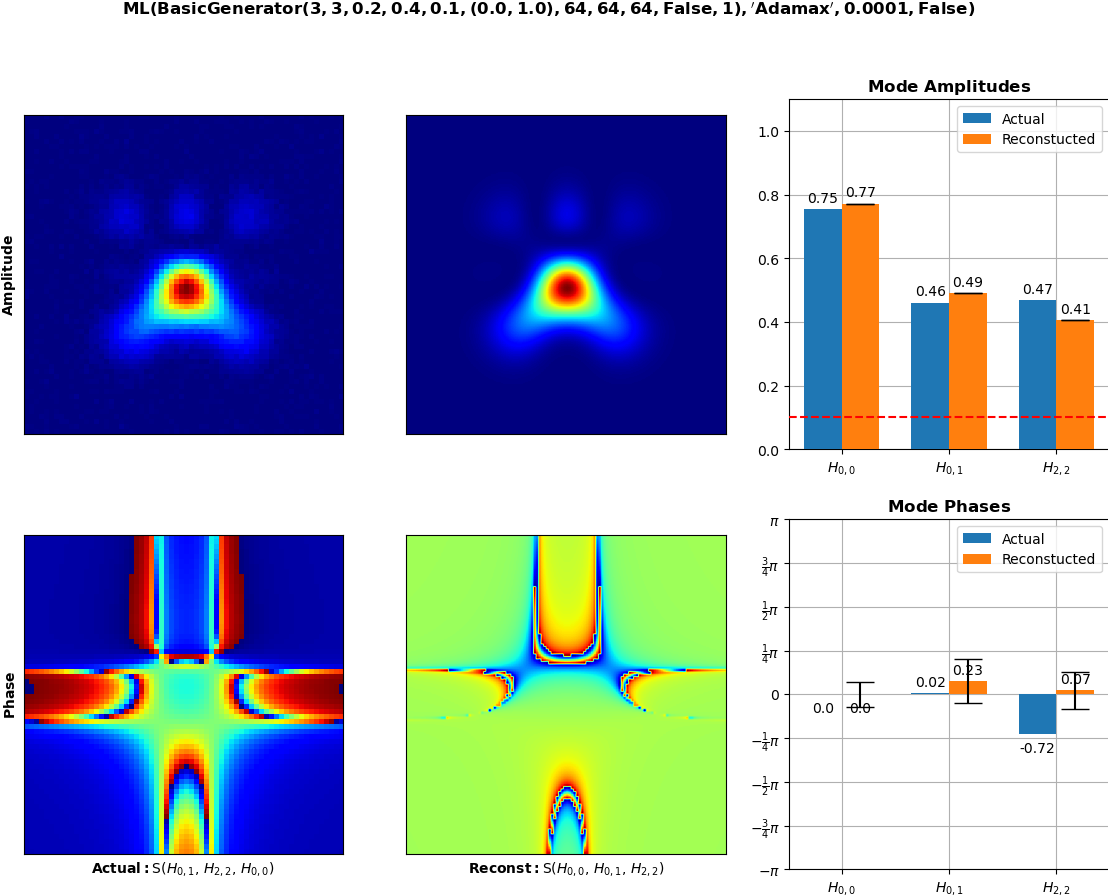 ML(BasicGenerator(3, 3, 0.2, 0.4, 0.1, (0.0, 1.0), 64, 64, 64, False, 1), ′Adamax′, 0.0001, False)
Amplitude
Mode Amplitudes
Actual
Reconstucted
1.0
0.8
0.6
0.4
0.2
0.0
0.75
0.77
0.46
0.49
0.47
0.41
H0,0
H0,1
H2,2
Phase
Actual: S(H0,1, H2,2, H0,0)
Reconst: S(H0,0, H0,1, H2,2)
Mode Phases
Actual
Reconstucted
π
3/4π
1/2π
1/4π
0
−1/4π
−1/2π
−3/4π
−π
0.0
0.0
0.02
0.23
-0.72
0.07
H0,0
H0,1
H2,2